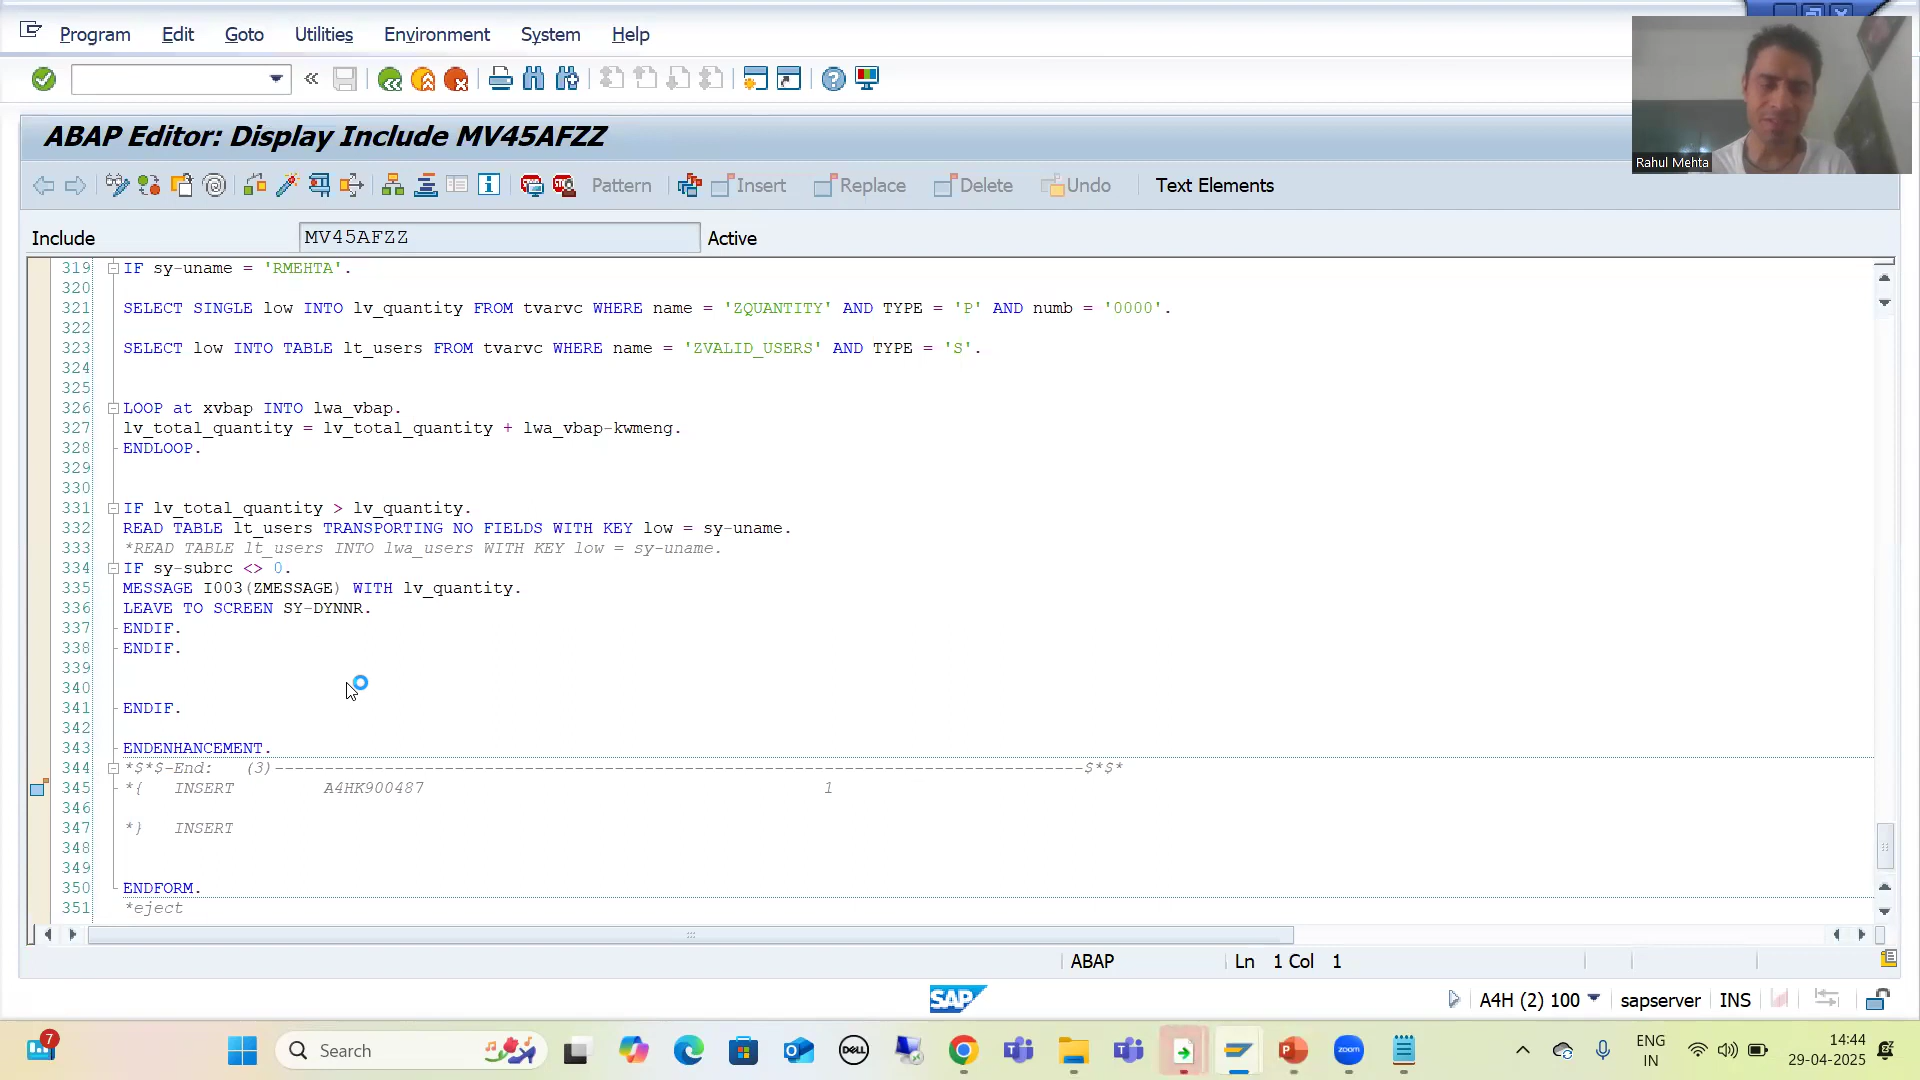 Program Edit Goto Utilities Environment System Help
Rahul Mehta
ABAP Editor: Display Include MV45AFZZ
Pattern Insert Replace Delete Undo Text Elements
Include MV45AFZZ Active
319 IF sy-uname = 'RMEHTA'.
320
321 SELECT SINGLE low INTO lv_quantity FROM tvarvc WHERE name = 'ZQUANTITY' AND TYPE = 'P' AND numb = '0000'.
322
323 SELECT low INTO TABLE lt_users FROM tvarvc WHERE name = 'ZVALID_USERS' AND TYPE = 'S'.
324
325
326 LOOP at xvbap INTO lwa_vbap.
327 lv_total_quantity = lv_total_quantity + lwa_vbap-kwmeng.
328 ENDLOOP.
329
330
331 IF lv_total_quantity > lv_quantity.
332 READ TABLE lt_users TRANSPORTING NO FIELDS WITH KEY low = sy-uname.
333 *READ TABLE lt_users INTO lwa_users WITH KEY low = sy-uname.
334 IF sy-subrc <> 0.
335 MESSAGE I003(ZMESSAGE) WITH lv_quantity.
336 LEAVE TO SCREEN SY-DYNNR.
337 ENDIF.
338 ENDIF.
339
340
341 ENDIF.
342
343 ENDENHANCEMENT.
344 *$*$-End: (3)---------------------------------------------------------------------------------$*$*
345 *{ INSERT A4HK900487 1
346
347 *} INSERT
348
349
350 ENDFORM.
351 *eject
ABAP Ln 1 Col 1
SAP A4H (2) 100 sapserver INS
7 Search DELL zoom ENG IN 14:44 29-04-2025